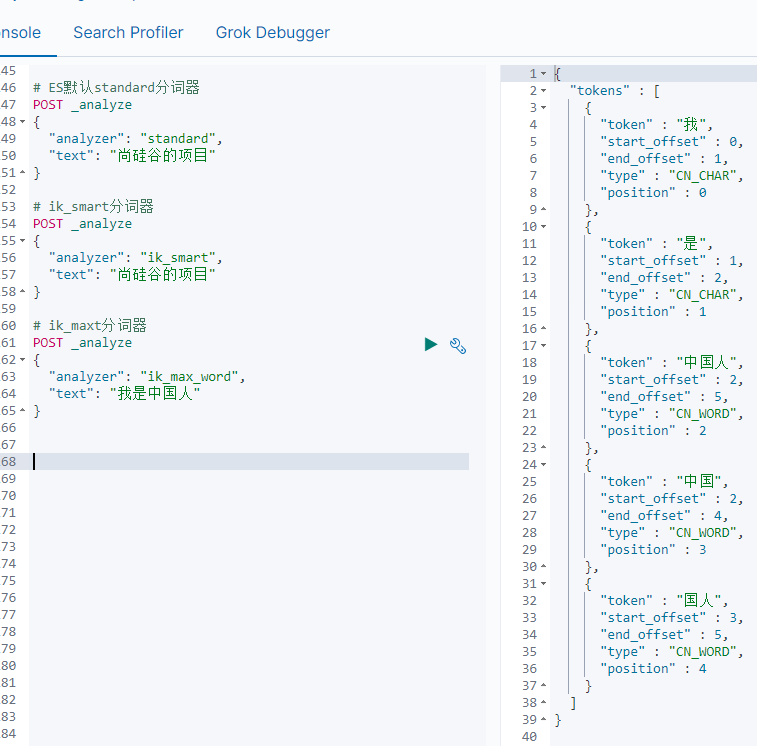 nsole Search Profiler Grok Debugger
45
46 # ES默认standard分词器
47 POST _analyze
48 {
49 "analyzer": "standard",
50 "text": "尚硅谷的项目"
51 }
52
53 # ik_smart分词器
54 POST _analyze
55 {
56 "analyzer": "ik_smart",
57 "text": "尚硅谷的项目"
58 }
59
60 # ik_maxt分词器
61 POST _analyze
62 {
63 "analyzer": "ik_max_word",
64 "text": "我是中国人"
65 }
66
67
68
69
70
71
72
73
74
75
76
77
78
79
80
81
82
83
84
1 {
2 "tokens" : [
3 {
4 "token" : "我",
5 "start_offset" : 0,
6 "end_offset" : 1,
7 "type" : "CN_CHAR",
8 "position" : 0
9 },
10 {
11 "token" : "是",
12 "start_offset" : 1,
13 "end_offset" : 2,
14 "type" : "CN_CHAR",
15 "position" : 1
16 },
17 {
18 "token" : "中国人",
19 "start_offset" : 2,
20 "end_offset" : 5,
21 "type" : "CN_WORD",
22 "position" : 2
23 },
24 {
25 "token" : "中国",
26 "start_offset" : 2,
27 "end_offset" : 4,
28 "type" : "CN_WORD",
29 "position" : 3
30 },
31 {
32 "token" : "国人",
33 "start_offset" : 3,
34 "end_offset" : 5,
35 "type" : "CN_WORD",
36 "position" : 4
37 }
38 ]
39 }
40